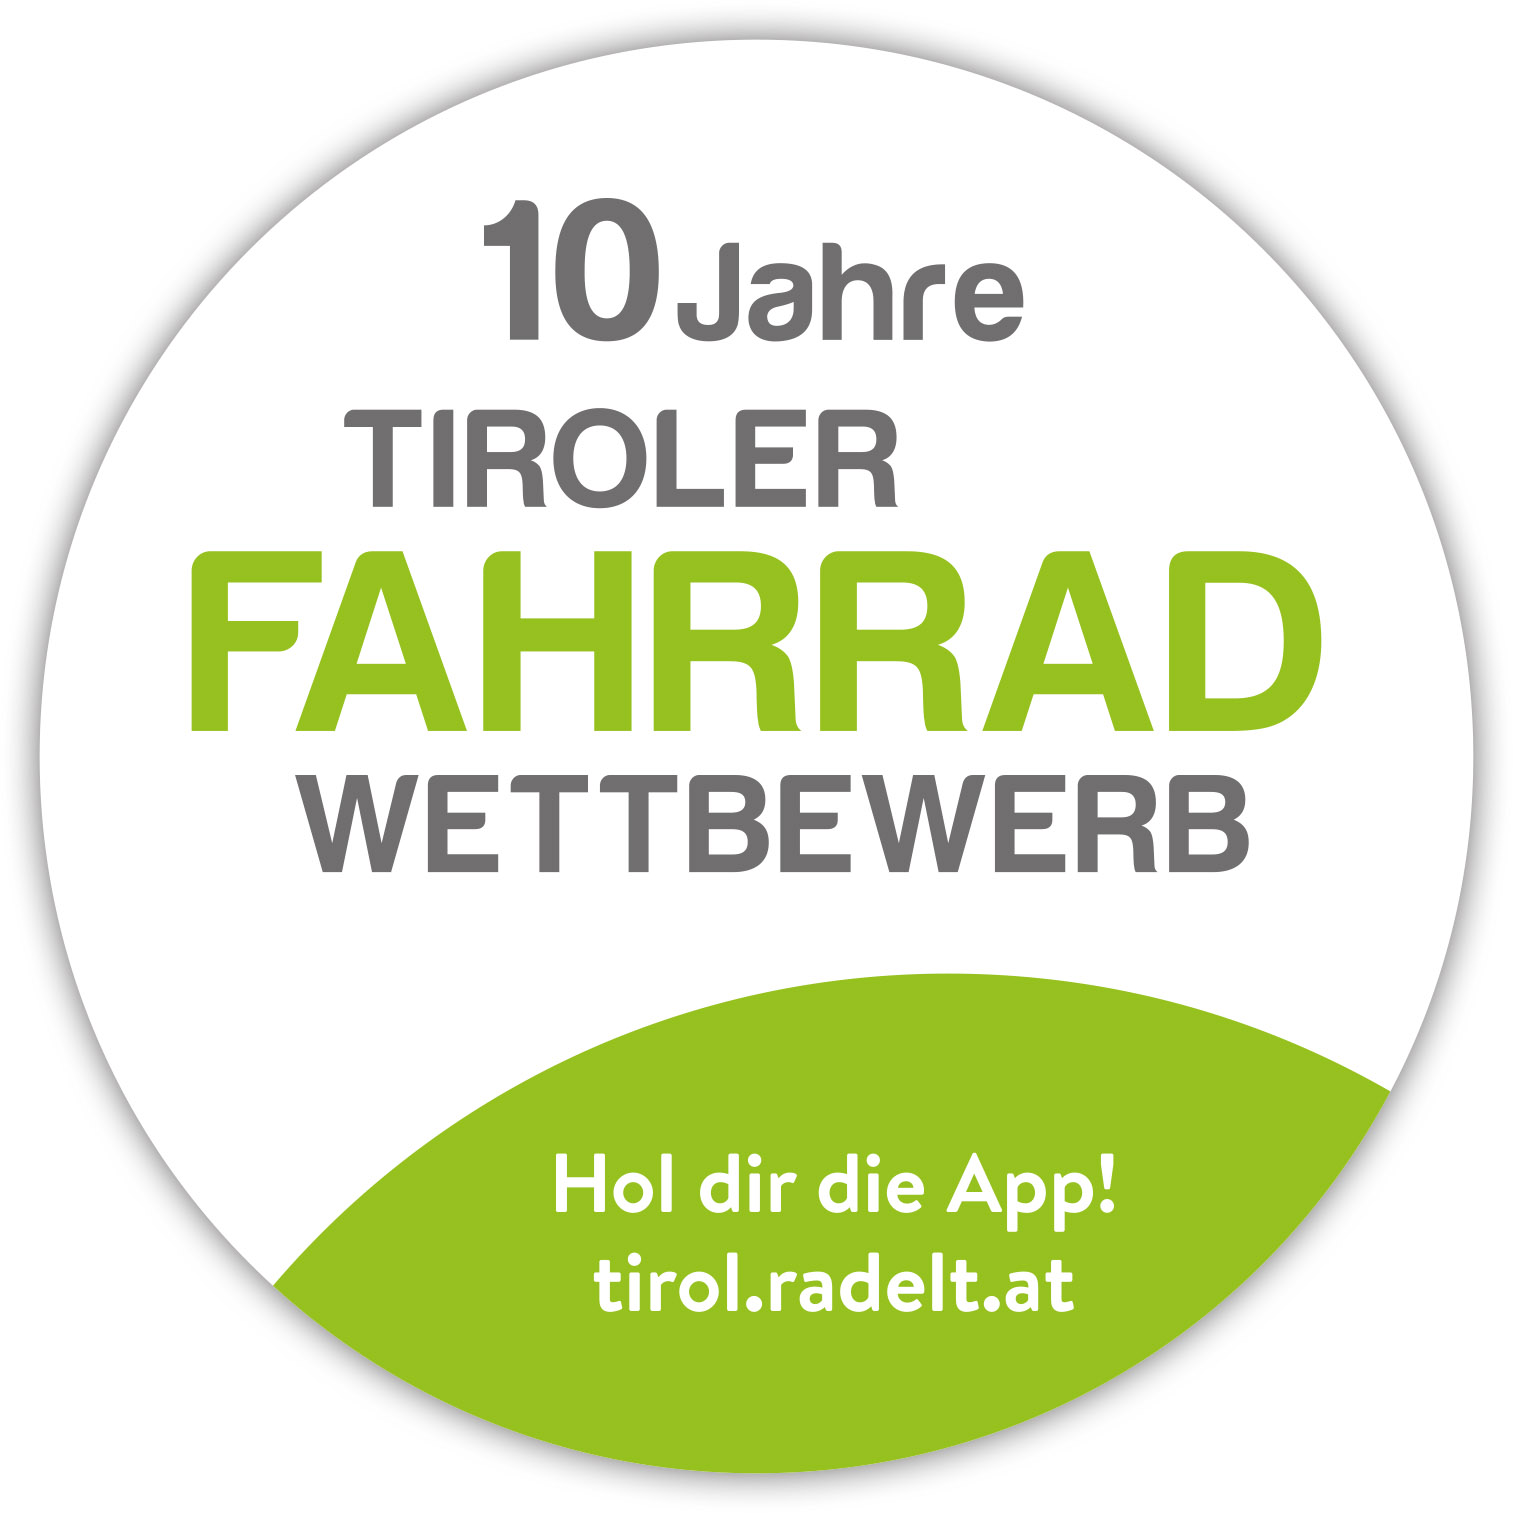 10 Jahre
TIROLER
FAHRRAD
WETTBEWERB
Hol dir die App!
tirol.radelt.at